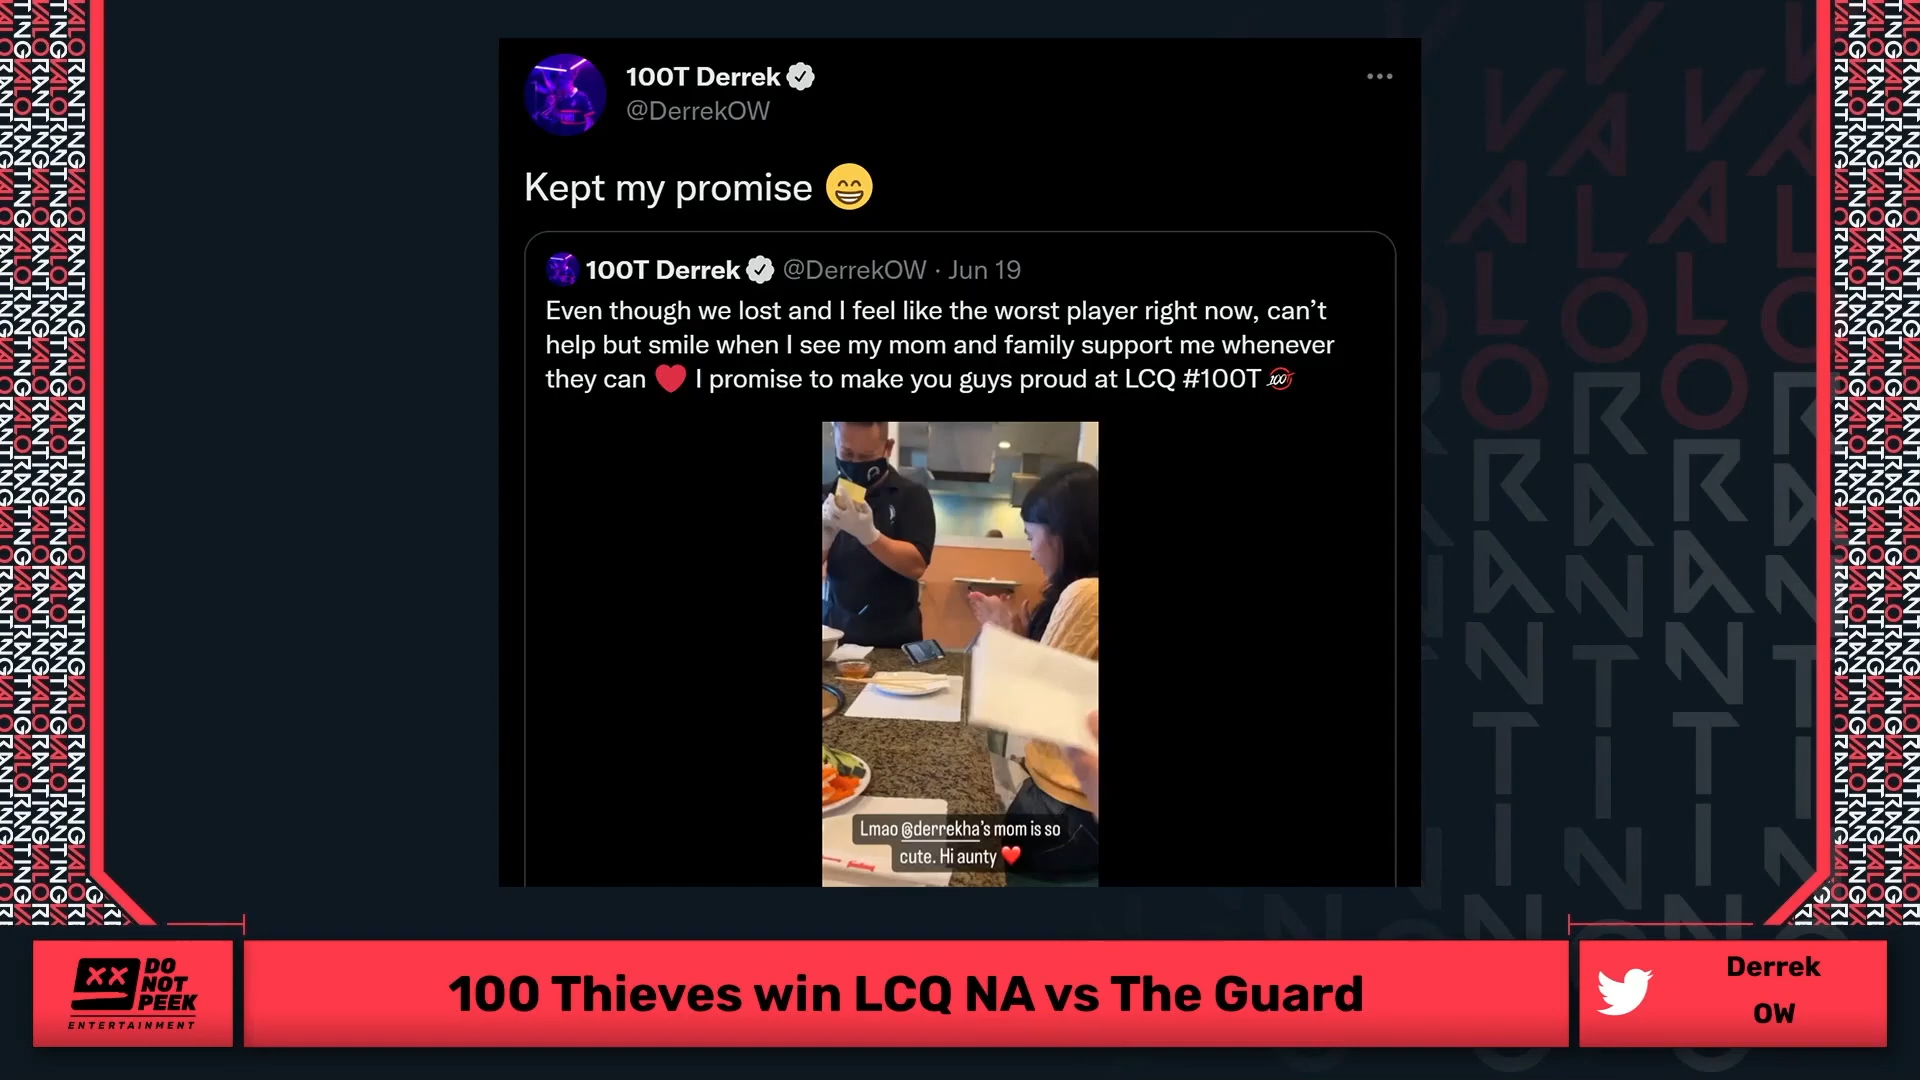 100T Derrek
@DerrekOW
Kept my promise 😁
100T Derrek @DerrekOW · Jun 19
Even though we lost and I feel like the worst player right now, can’t
help but smile when I see my mom and family support me whenever
they can ❤️ I promise to make you guys proud at LCQ #100T 100T
Lmao @derrekha's mom is so
cute. Hi aunty ❤️
DO
NOT
PEEK
ENTERTAINMENT
100 Thieves win LCQ NA vs The Guard
Derrek
OW
VALORANTING